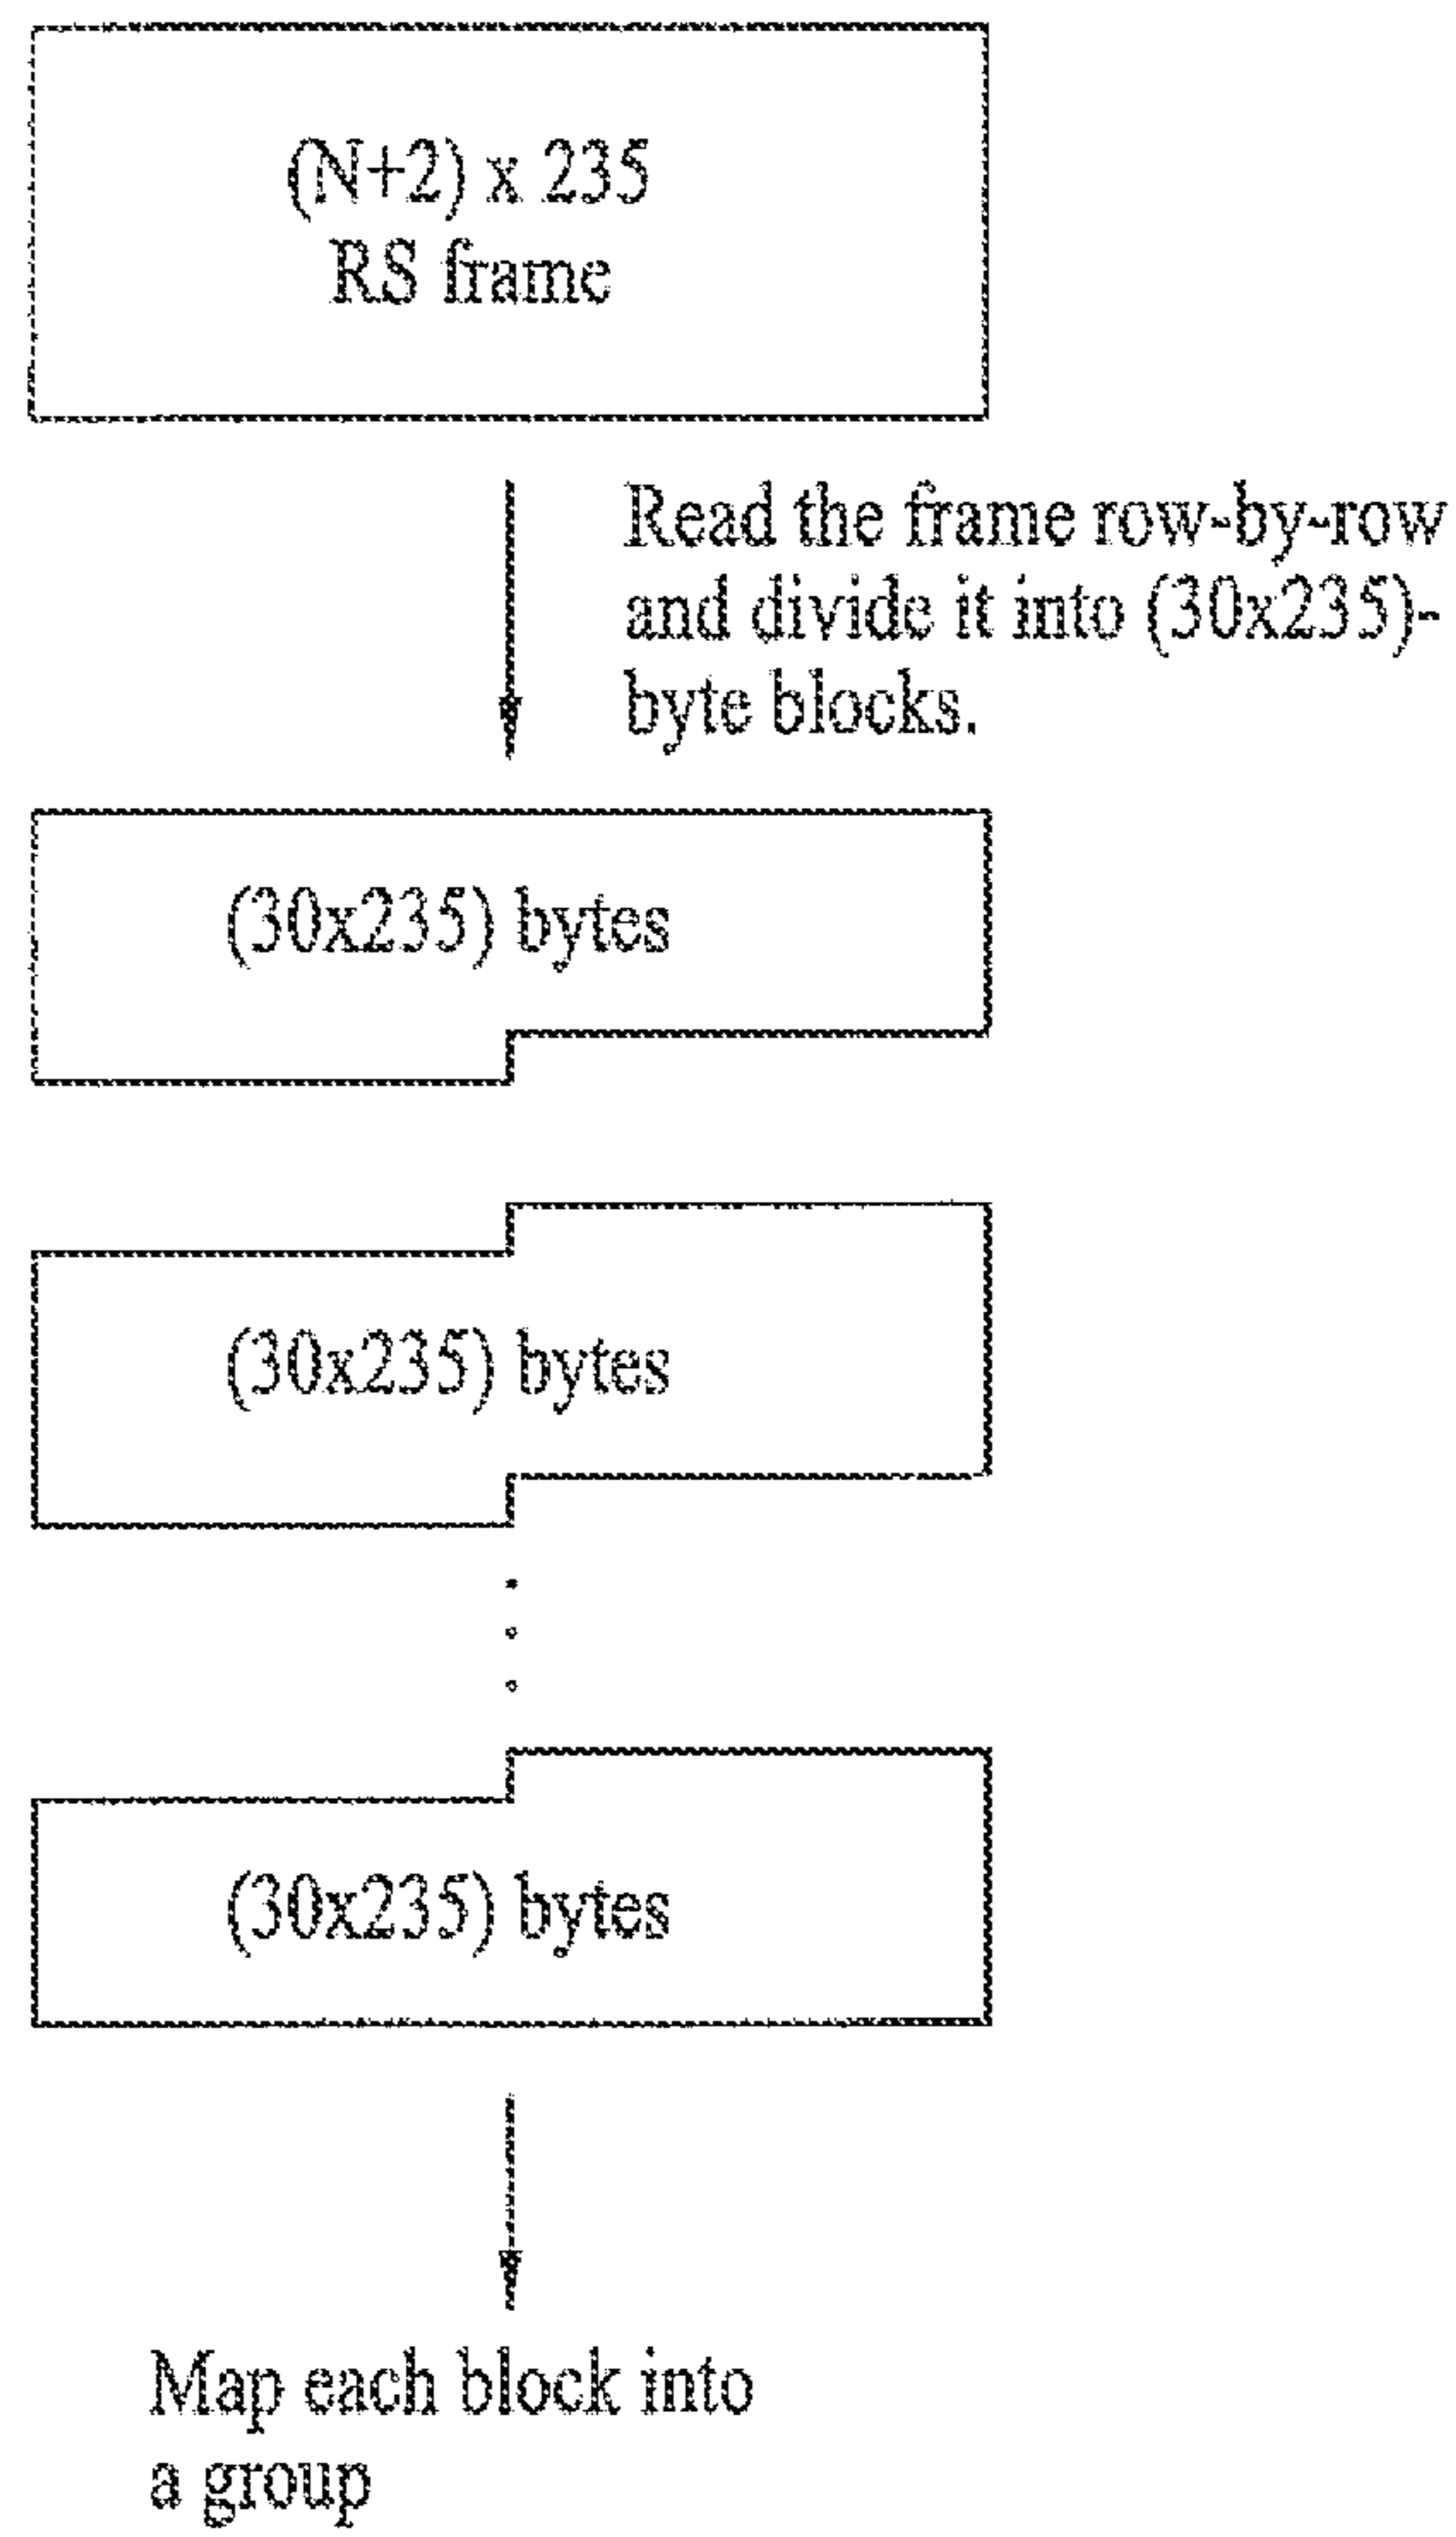 (N+2) x 235
RS frame
Read the frame row-by-row
and divide it into (30x235)-
byte blocks.
(30x235) bytes
(30x235) bytes
(30x235) bytes
Map each block into
a group